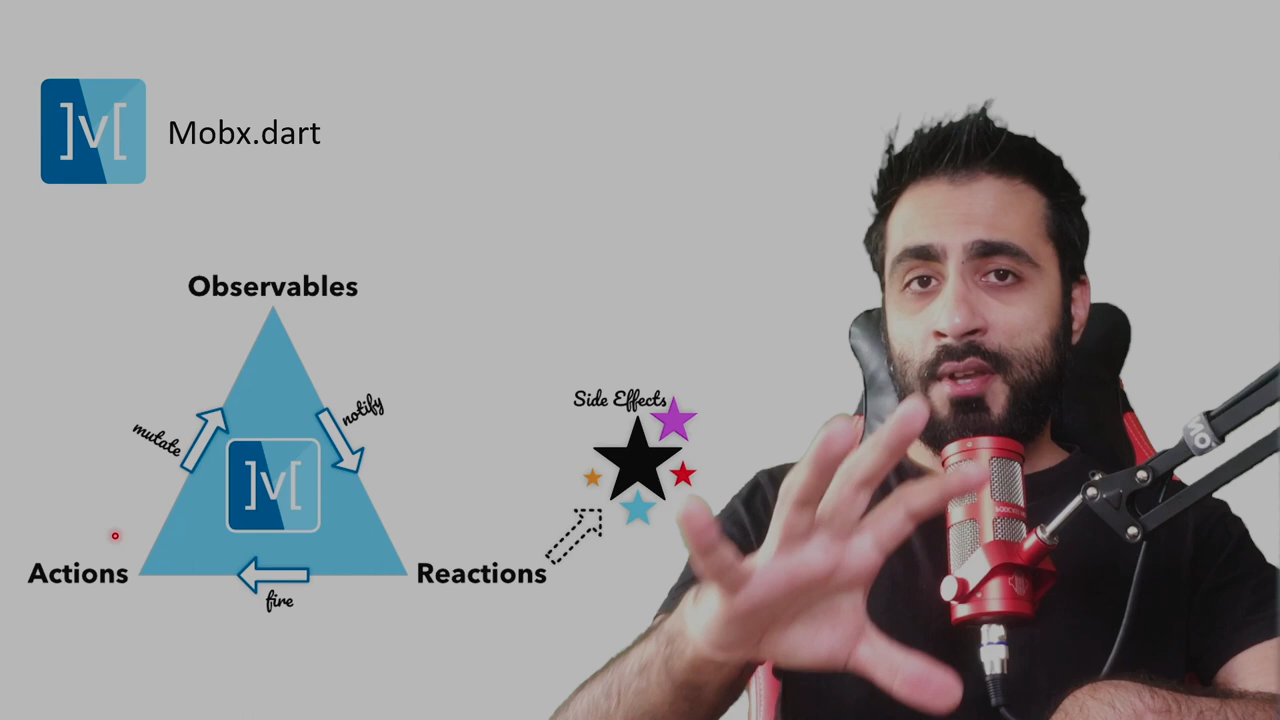 ]v[
Mobx.dart
Observables
mutate
notify
]v[
Side Effects
Actions
fire
Reactions